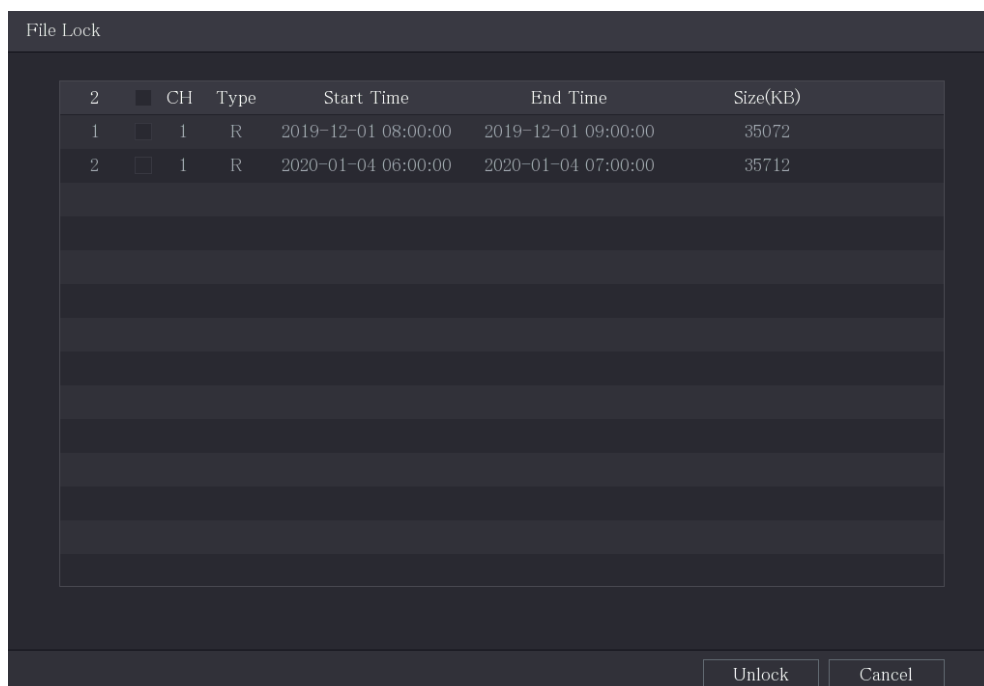 File Lock
2 CH Type Start Time End Time Size(KB)
1 1 R 2019-12-01 08:00:00 2019-12-01 09:00:00 35072
2 1 R 2020-01-04 06:00:00 2020-01-04 07:00:00 35712
Unlock Cancel